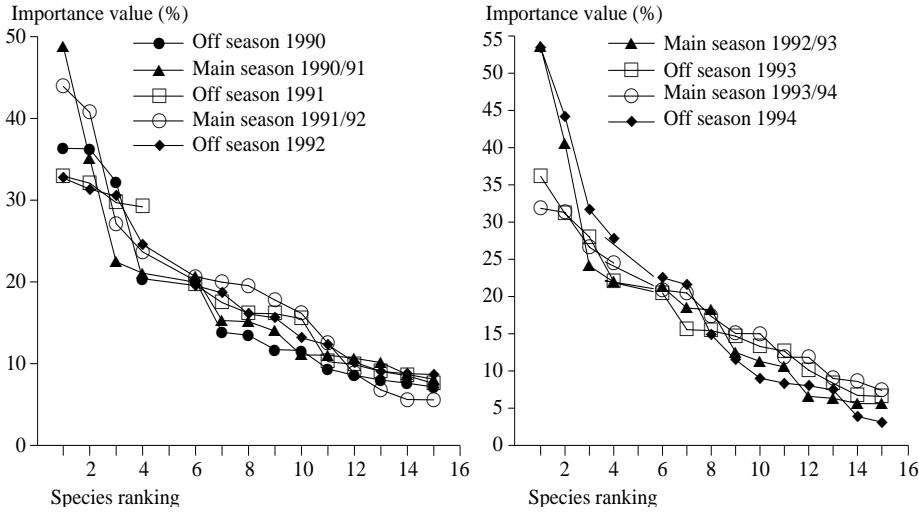 Importance value (%)
50
40
30
20
10
0
2 4 6 8 10 12 14 16
Species ranking
Off season 1990
Main season 1990/91
Off season 1991
Main season 1991/92
Off season 1992
Importance value (%)
55
50
45
40
35
30
25
20
15
10
5
0
2 4 6 8 10 12 14 16
Species ranking
Main season 1992/93
Off season 1993
Main season 1993/94
Off season 1994